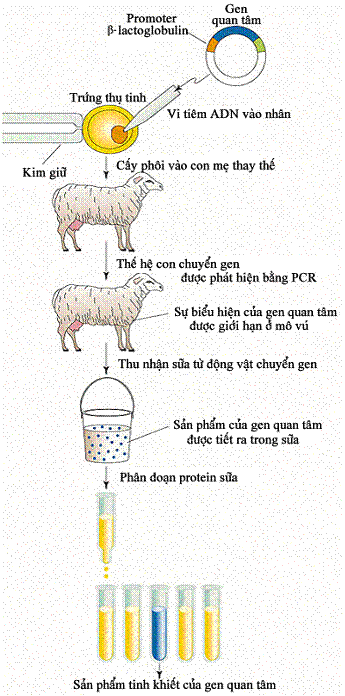 Promoter
β-lactoglobulin
Gen
quan tâm
Trứng thụ tinh
Vi tiêm ADN vào nhân
Kim giữ
Cấy phôi vào con mẹ thay thế
Thế hệ con chuyển gen
được phát hiện bằng PCR
Sự biểu hiện của gen quan tâm
được giới hạn ở mô vú
Thu nhận sữa từ động vật chuyển gen
Sản phẩm của gen quan tâm
được tiết ra trong sữa
Phân đoạn protein sữa
Sản phẩm tinh khiết của gen quan tâm